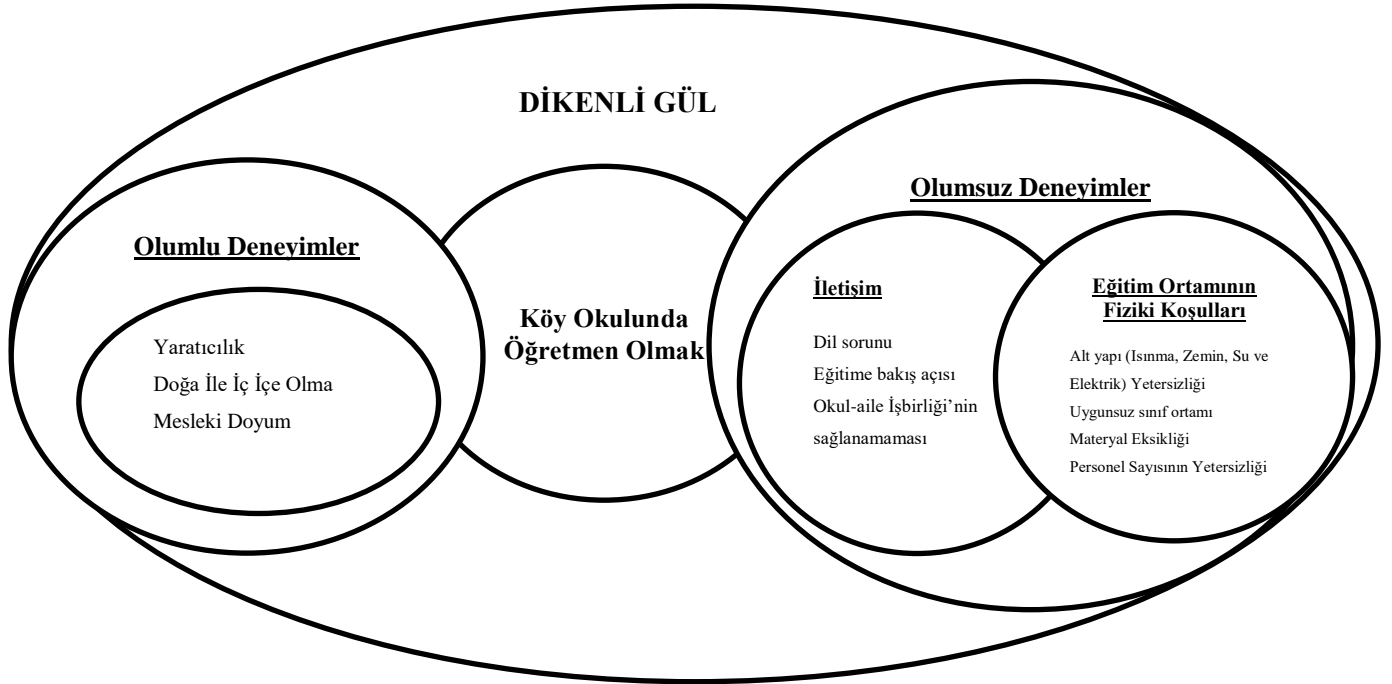 DİKENLİ GÜL
Olumlu Deneyimler
Yaratıcılık
Doğa İle İç İçe Olma
Mesleki Doyum
Köy Okulunda
Öğretmen Olmak
Olumsuz Deneyimler
İletişim
Dil sorunu
Eğitime bakış açısı
Okul-aile İşbirliği’nin
sağlanamaması
Eğitim Ortamının
Fiziki Koşulları
Alt yapı (Isınma, Zemin, Su ve
Elektrik) Yetersizliği
Uygunsuz sınıf ortamı
Materyal Eksikliği
Personel Sayısının Yetersizliği